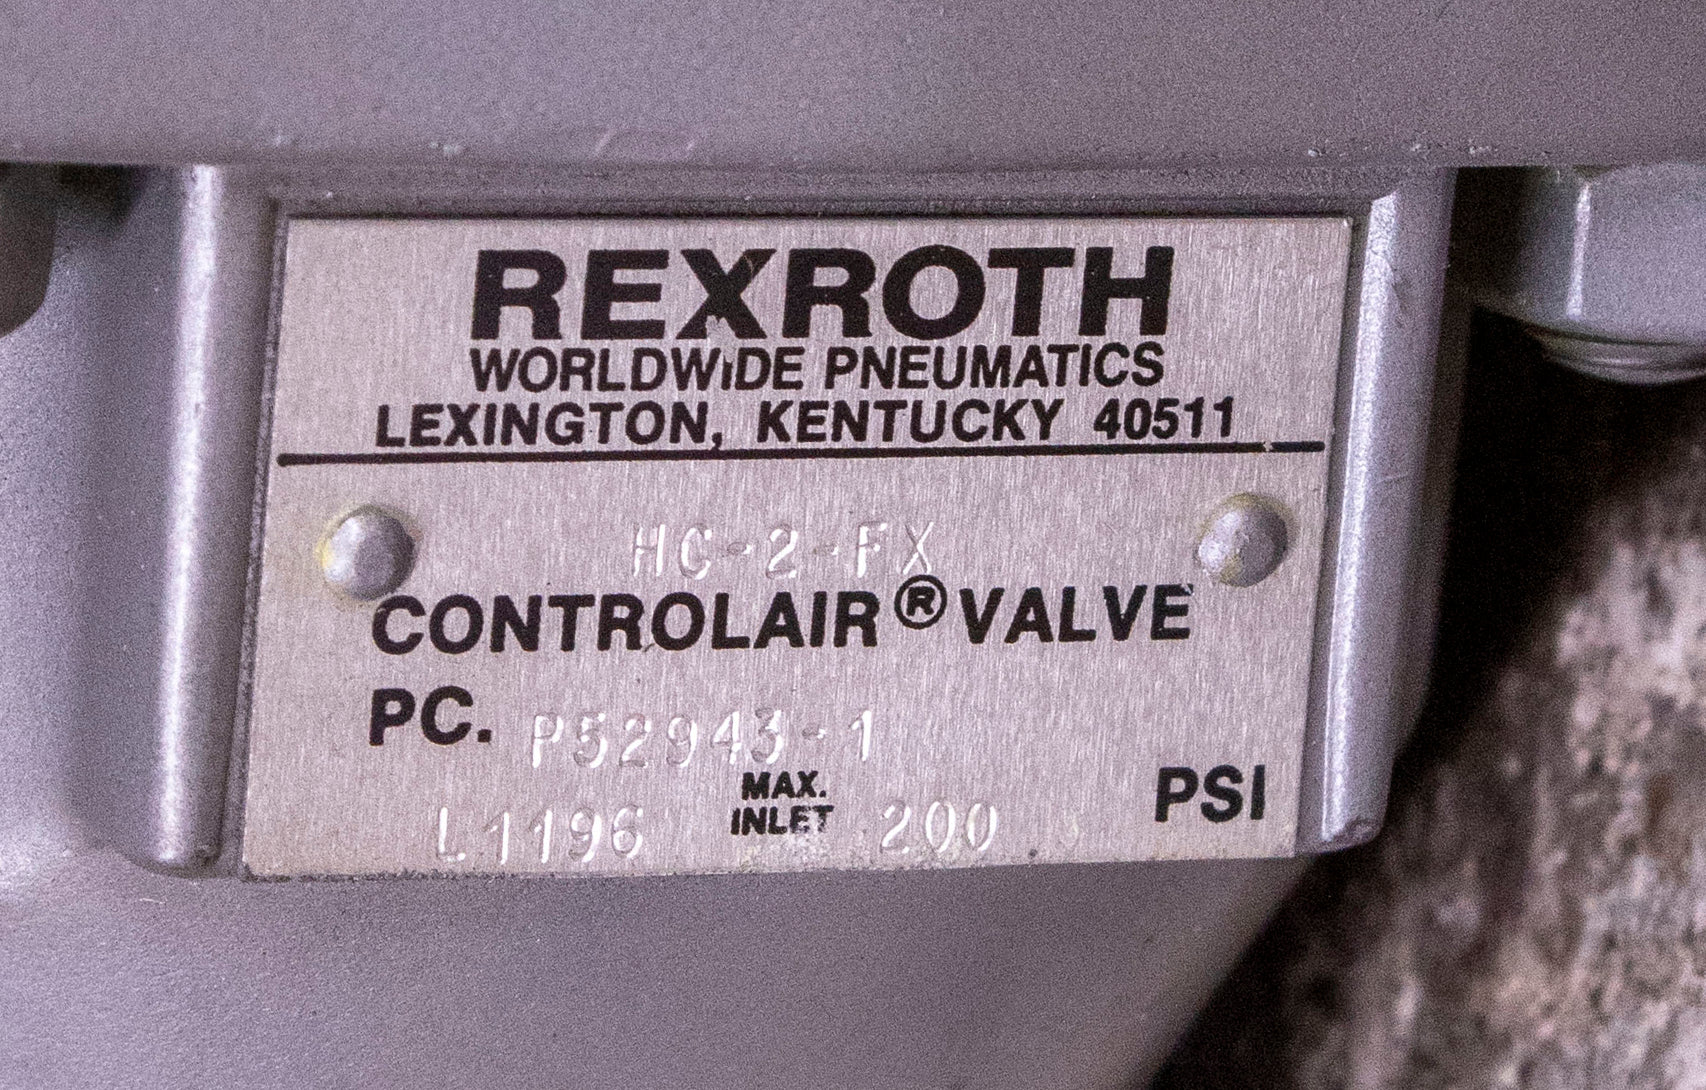 REXROTH
WORLDWIDE PNEUMATICS
LEXINGTON, KENTUCKY 40511
HC-2-FX
CONTROLAIR® VALVE
PC. P52943-1
L1196 MAX. INLET 200 PSI